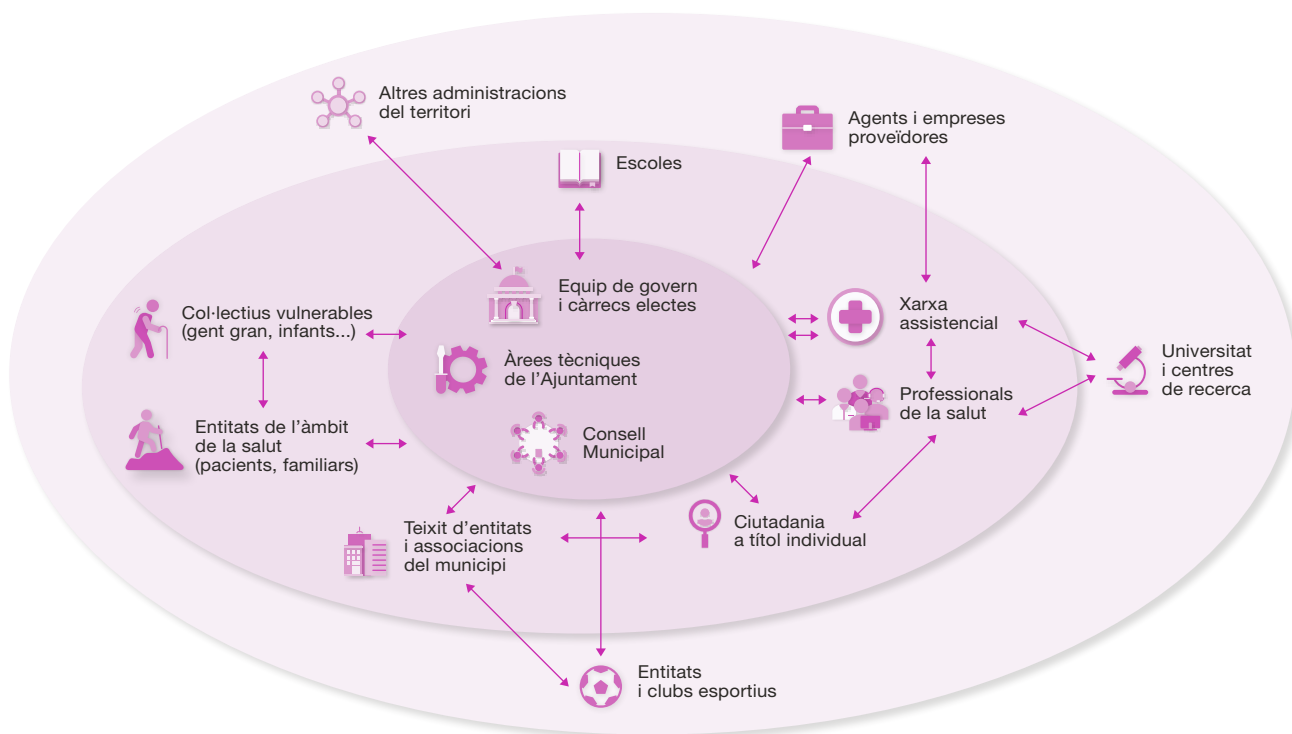 Altres administracions
del territori
Agents i empreses
proveïdores
Escoles
Equip de govern
i càrrecs electes
Col·lectius vulnerables
(gent gran, infants...)
Xarxa
assistencial
Àrees tècniques
de l’Ajuntament
Universitat
i centres
de recerca
Professionals
de la salut
Entitats de l’àmbit
de la salut
(pacients, familiars)
Consell
Municipal
Teixit d’entitats
i associacions
del municipi
Ciutadania
a títol individual
Entitats
i clubs esportius